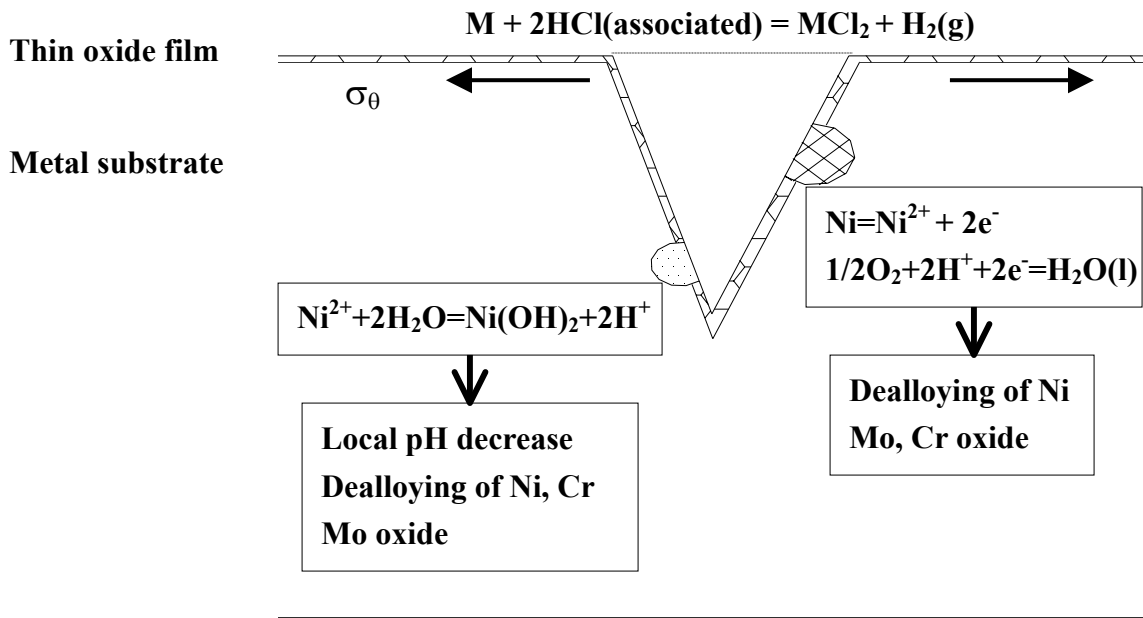 M + 2HCl(associated) = MCl₂ + H₂(g)
Thin oxide film
σ_θ
Metal substrate
Ni=Ni²⁺ + 2e⁻
1/2O₂+2H⁺+2e⁻=H₂O(l)
Ni²⁺+2H₂O=Ni(OH)₂+2H⁺
Dealloying of Ni
Mo, Cr oxide
Local pH decrease
Dealloying of Ni, Cr
Mo oxide